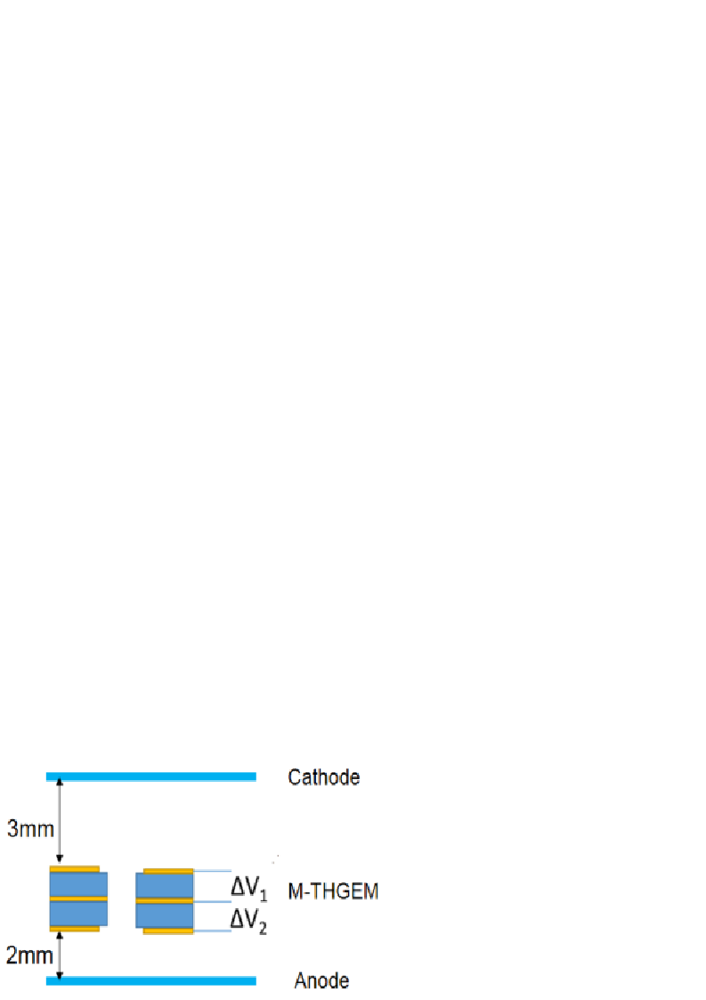 Cathode
3mm
ΔV₁
M-THGEM
ΔV₂
2mm
Anode